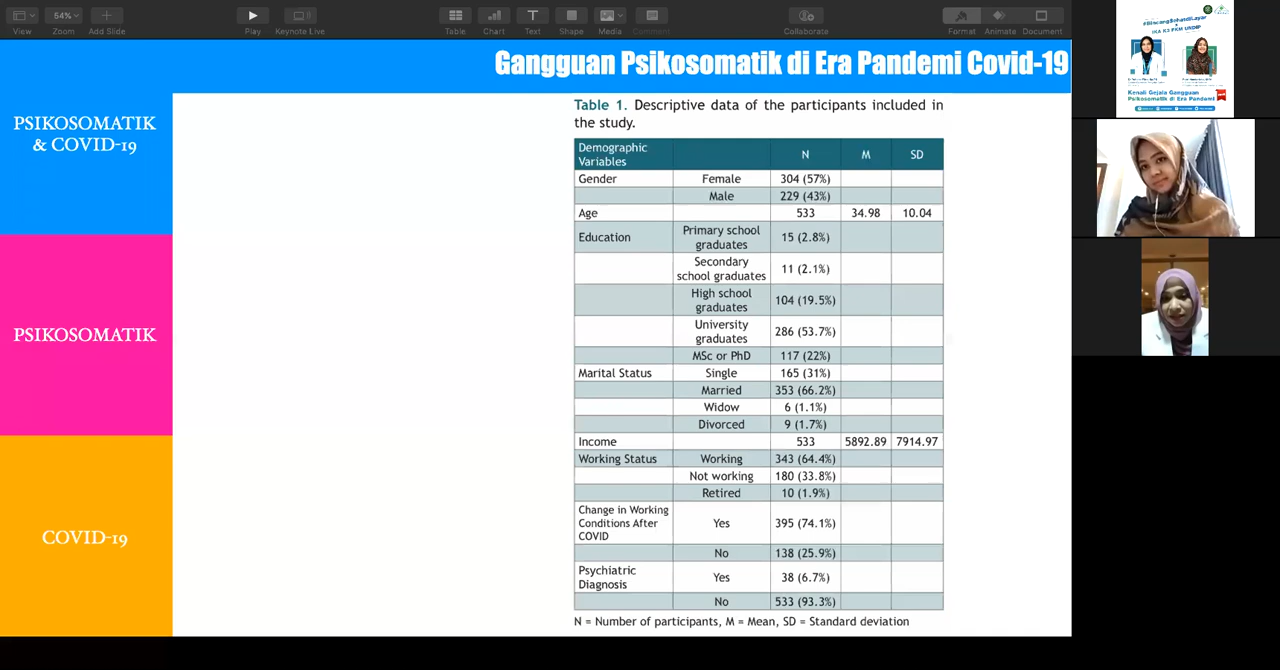 View
54%
Zoom
Add Slide
Play
Keynote Live
Table
Chart
Text
Shape
Media
Comment
Collaborate
Format
Animate
Document
Gangguan Psikosomatik di Era Pandemi Covid-19
PSIKOSOMATIK
& COVID-19
PSIKOSOMATIK
COVID-19
Table 1. Descriptive data of the participants included in
the study.
Demographic
Variables N M SD
Gender Female 304 (57%)
Male 229 (43%)
Age 533 34.98 10.04
Education Primary school
graduates 15 (2.8%)
Secondary
school graduates 11 (2.1%)
High school
graduates 104 (19.5%)
University
graduates 286 (53.7%)
MSc or PhD 117 (22%)
Marital Status Single 165 (31%)
Married 353 (66.2%)
Widow 6 (1.1%)
Divorced 9 (1.7%)
Income 533 5892.89 7914.97
Working Status Working 343 (64.4%)
Not working 180 (33.8%)
Retired 10 (1.9%)
Change in Working
Conditions After
COVID Yes 395 (74.1%)
No 138 (25.9%)
Psychiatric
Diagnosis Yes 38 (6.7%)
No 533 (93.3%)
N = Number of participants, M = Mean, SD = Standard deviation
IKA K3 FKM UNDIP
Kenali Gejala Gangguan
Psikosomatik di Era Pandemi